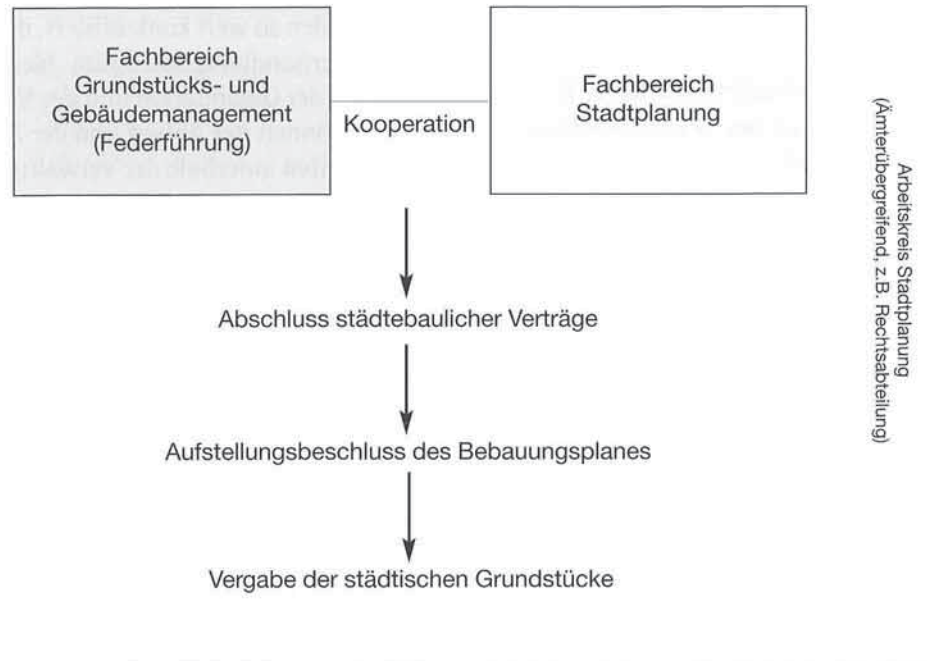 Fachbereich
Grundstücks- und
Gebäudemanagement
(Federführung)
Kooperation
Fachbereich
Stadtplanung
Arbeitskreis Stadtplanung
(Ämterübergreifend, z.B. Rechtsabteilung)
Abschluss städtebaulicher Verträge
Aufstellungsbeschluss des Bebauungsplanes
Vergabe der städtischen Grundstücke